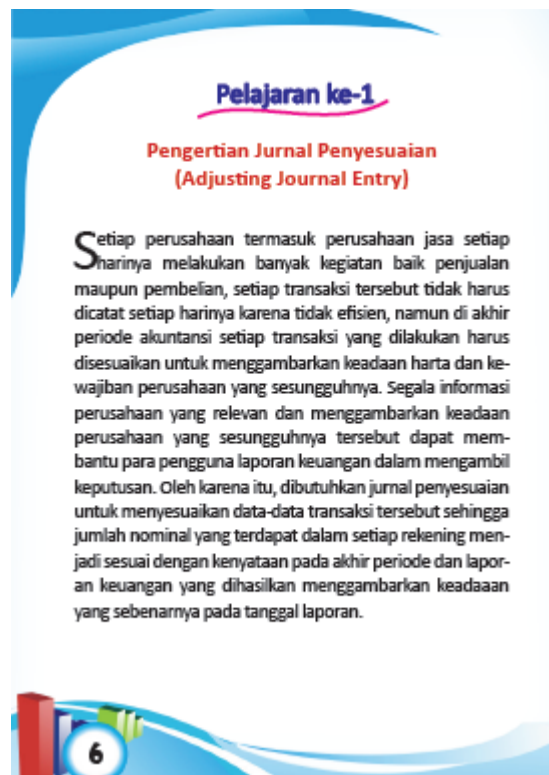 Pelajaran ke-1
Pengertian Jurnal Penyesuaian
(Adjusting Journal Entry)
Setiap perusahaan termasuk perusahaan jasa setiap
harinya melakukan banyak kegiatan baik penjualan
maupun pembelian, setiap transaksi tersebut tidak harus
dicatat setiap harinya karena tidak efisien, namun di akhir
periode akuntansi setiap transaksi yang dilakukan harus
disesuaikan untuk menggambarkan keadaan harta dan ke-
wajiban perusahaan yang sesungguhnya. Segala informasi
perusahaan yang relevan dan menggambarkan keadaan
perusahaan yang sesungguhnya tersebut dapat mem-
bantu para pengguna laporan keuangan dalam mengambil
keputusan. Oleh karena itu, dibutuhkan jurnal penyesuaian
untuk menyesuaikan data-data transaksi tersebut sehingga
jumlah nominal yang terdapat dalam setiap rekening men-
jadi sesuai dengan kenyataan pada akhir periode dan lapor-
an keuangan yang dihasilkan menggambarkan keadaaan
yang sebenarnya pada tanggal laporan.
6